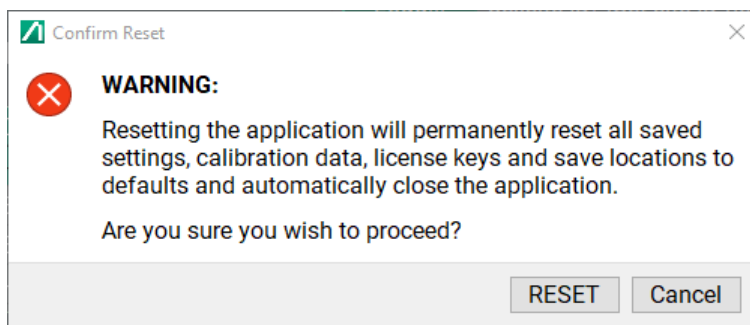 Confirm Reset
WARNING:
Resetting the application will permanently reset all saved
settings, calibration data, license keys and save locations to
defaults and automatically close the application.
Are you sure you wish to proceed?
RESET Cancel